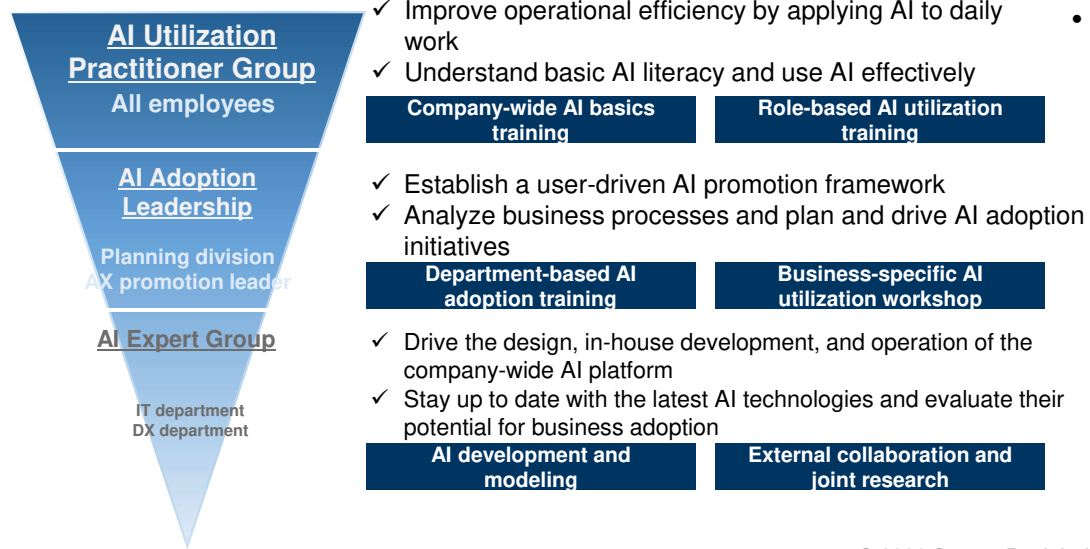 AI Utilization
Practitioner Group
All employees
✓ Improve operational efficiency by applying AI to daily
work
✓ Understand basic AI literacy and use AI effectively
•
Company-wide AI basics
training
Role-based AI utilization
training
AI Adoption
Leadership
Planning division
AX promotion leader
✓ Establish a user-driven AI promotion framework
✓ Analyze business processes and plan and drive AI adoption
initiatives
Department-based AI
adoption training
Business-specific AI
utilization workshop
AI Expert Group
IT department
DX department
✓ Drive the design, in-house development, and operation of the
company-wide AI platform
✓ Stay up to date with the latest AI technologies and evaluate their
potential for business adoption
AI development and
modeling
External collaboration and
joint research